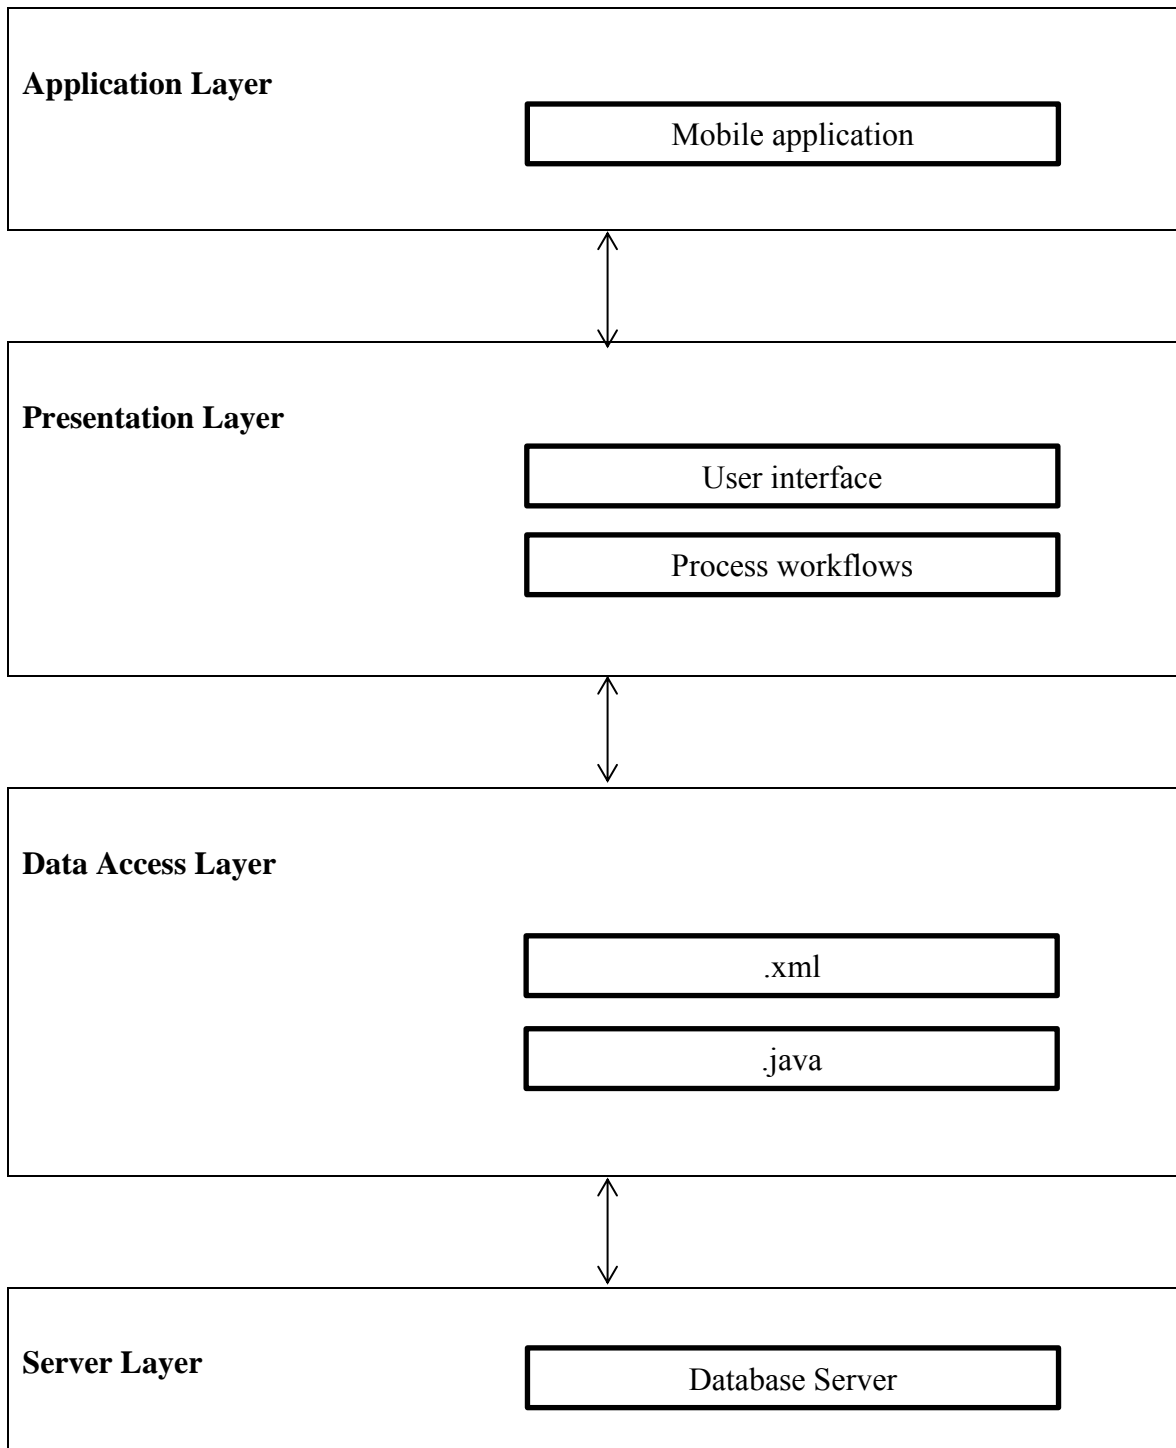 Application Layer
Mobile application
Presentation Layer
User interface
Process workflows
Data Access Layer
.xml
.java
Server Layer
Database Server